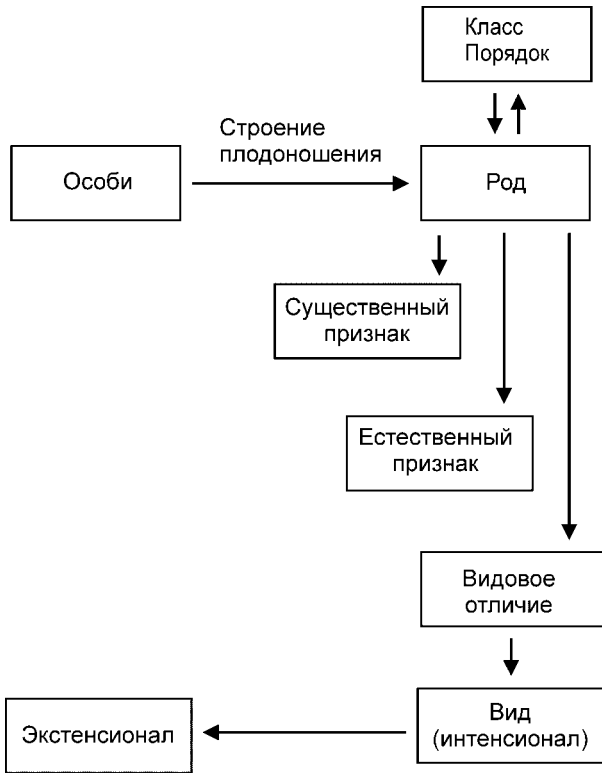 Класс
Порядок
Строение
плодоношения
Особи
Род
Существенный
признак
Естественный
признак
Видовое
отличие
Экстенсионал
Вид
(интенсионал)